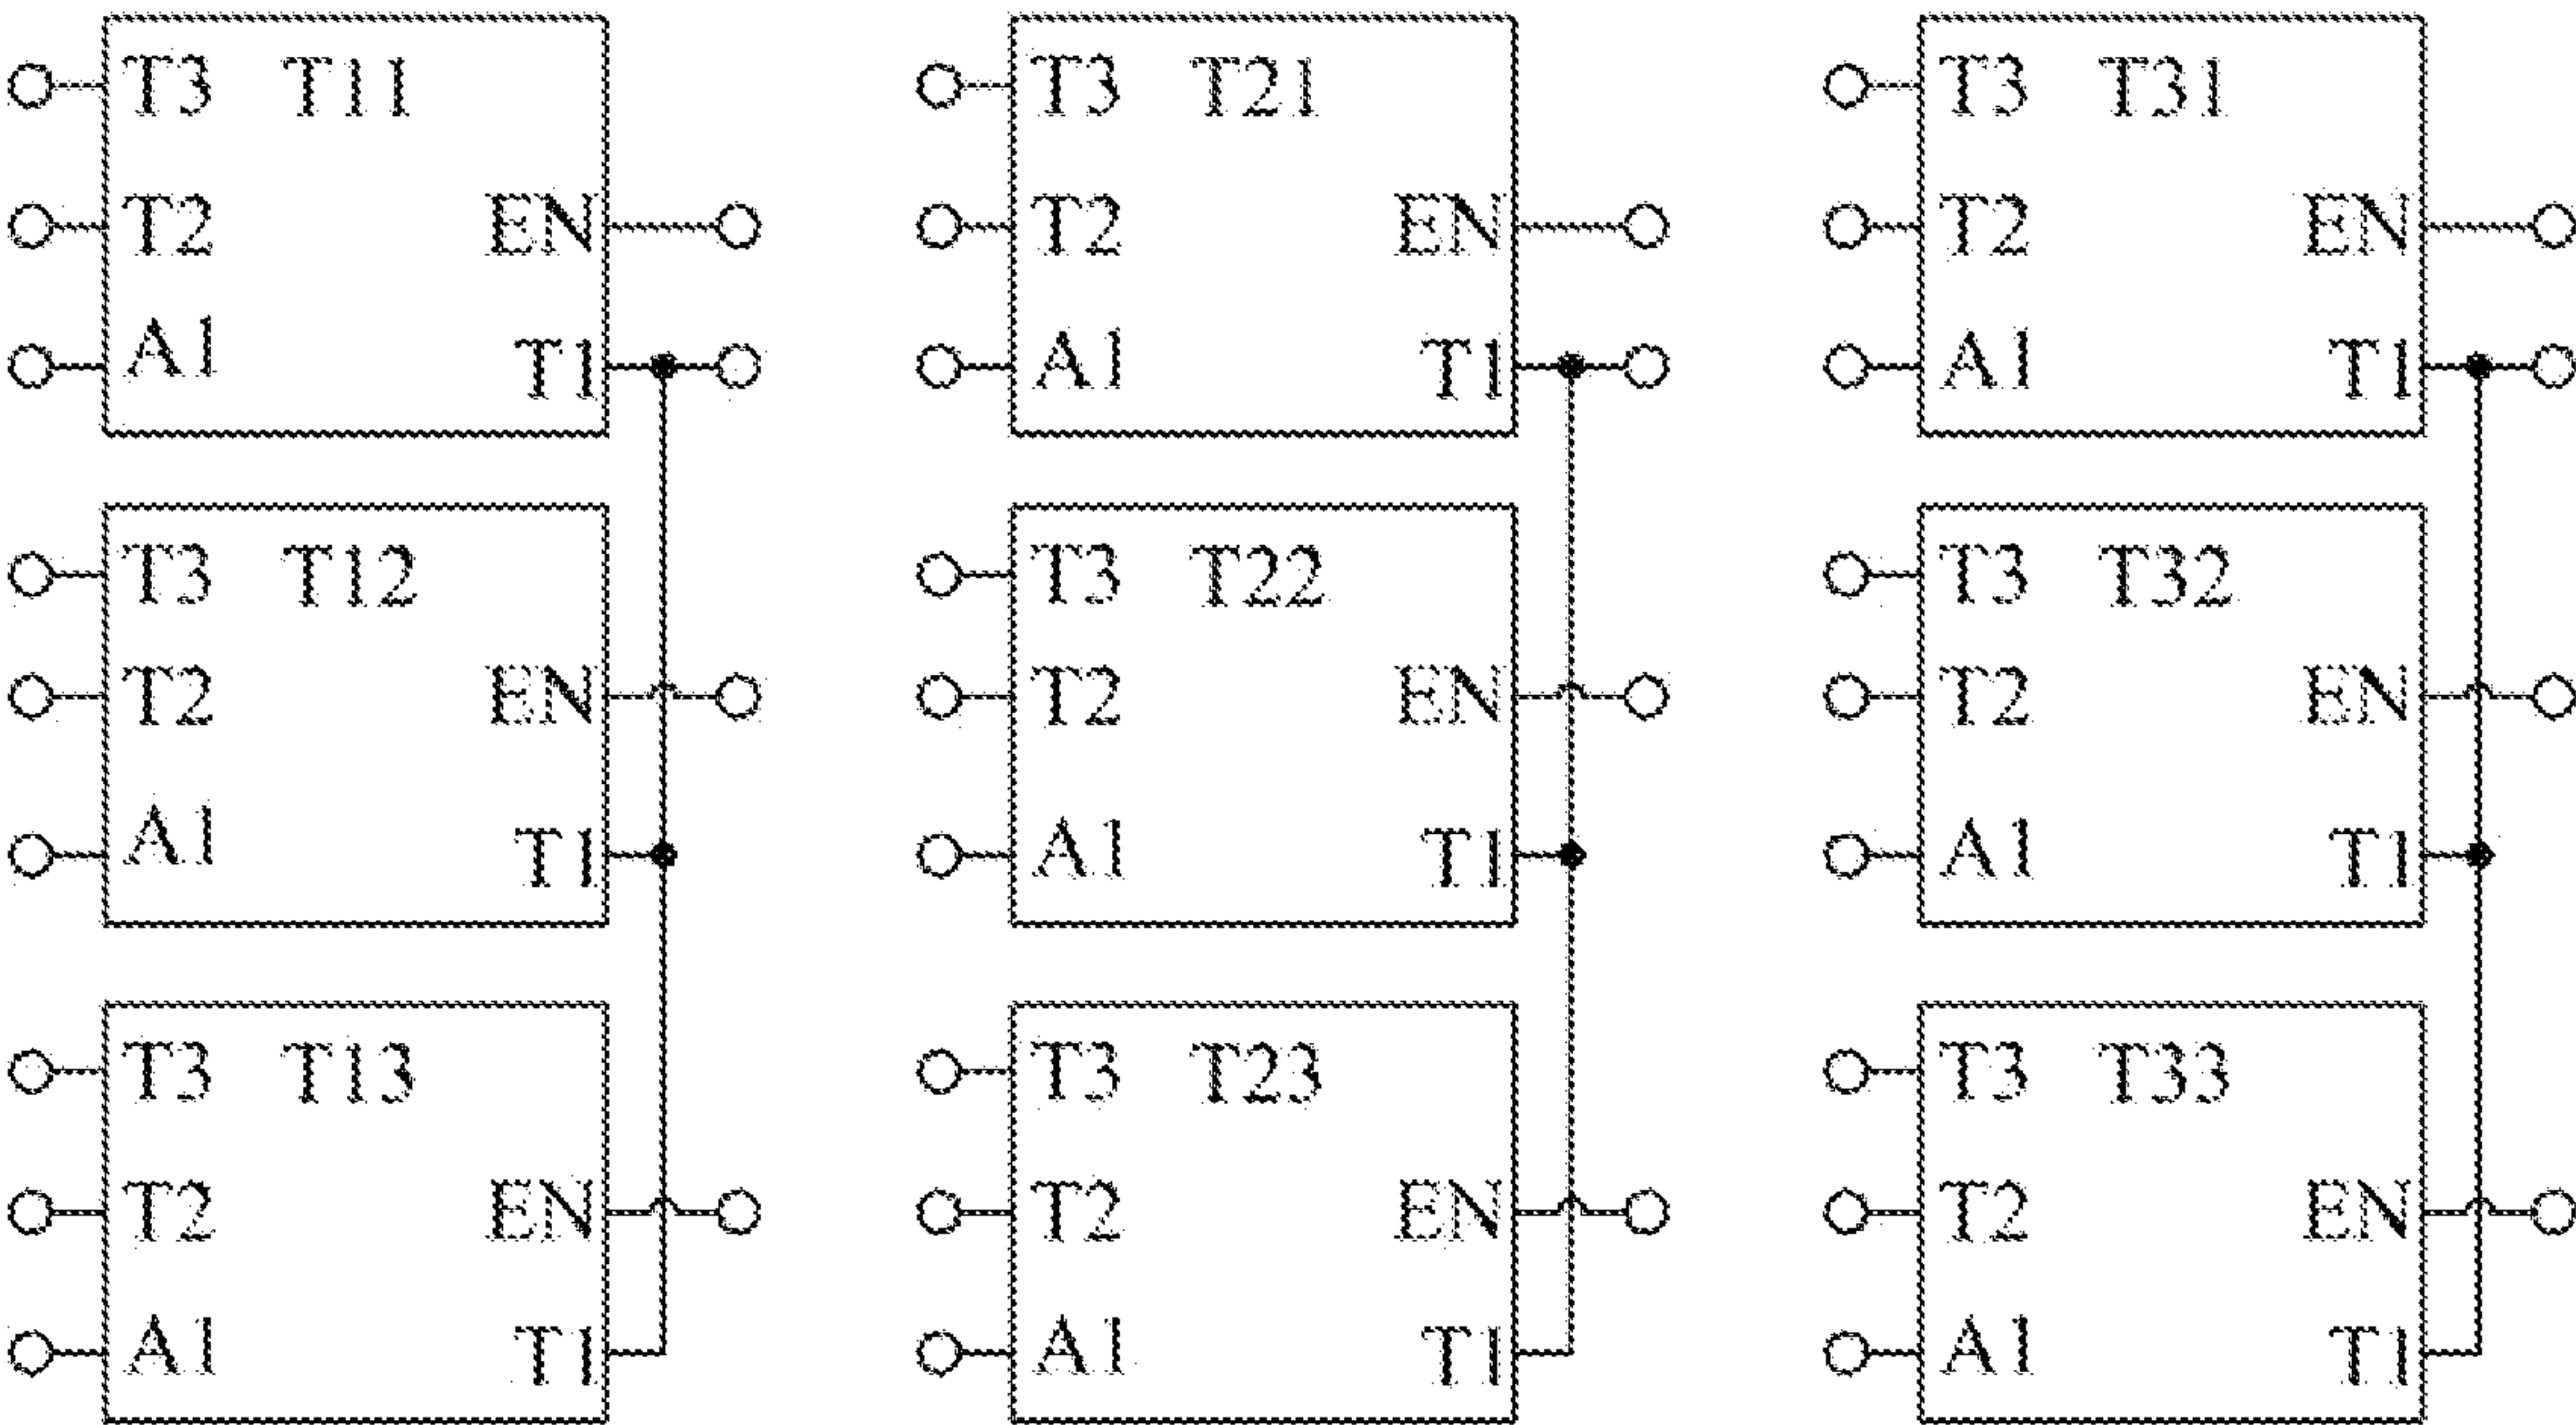 T3 T11 T3 T21 T3 T31
T2 EN T2 EN T2 EN
A1 T1 A1 T1 A1 T1
T3 T12 T3 T22 T3 T32
T2 EN T2 EN T2 EN
A1 T1 A1 T1 A1 T1
T3 T13 T3 T23 T3 T33
T2 EN T2 EN T2 EN
A1 T1 A1 T1 A1 T1